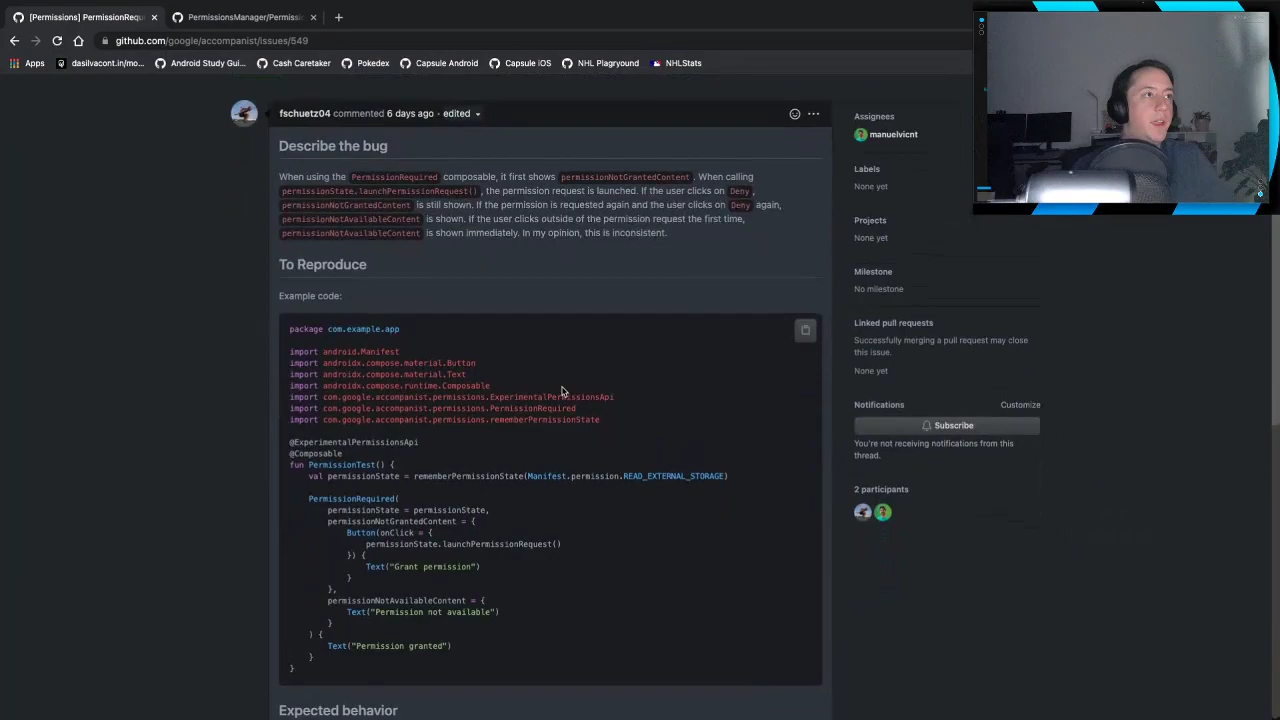 [Permissions] PermissionRequi
PermissionsManager/Permissio
github.com/google/accompanist/issues/549
Apps
dasilvacont.in/mo...
Android Study Gui...
Cash Caretaker
Pokedex
Capsule Android
Capsule iOS
NHL Plagryound
NHLStats
fschuetz04 commented 6 days ago · edited
Describe the bug
When using the PermissionRequired composable, it first shows permissionNotGrantedContent. When calling
permissionState.launchPermissionRequest(), the permission request is launched. If the user clicks on Deny,
permissionNotGrantedContent is still shown. If the permission is requested again and the user clicks on Deny again,
permissionNotAvailableContent is shown. If the user clicks outside of the permission request the first time,
permissionNotAvailableContent is shown immediately. In my opinion, this is inconsistent.
To Reproduce
Example code:
package com.example.app
import android.Manifest
import androidx.compose.material.Button
import androidx.compose.material.Text
import androidx.compose.runtime.Composable
import com.google.accompanist.permissions.ExperimentalPermissionsApi
import com.google.accompanist.permissions.PermissionRequired
import com.google.accompanist.permissions.rememberPermissionState
@ExperimentalPermissionsApi
@Composable
fun PermissionTest() {
val permissionState = rememberPermissionState(Manifest.permission.READ_EXTERNAL_STORAGE)
PermissionRequired(
permissionState = permissionState,
permissionNotGrantedContent = {
Button(onClick = {
permissionState.launchPermissionRequest()
}) {
Text("Grant permission")
}
},
permissionNotAvailableContent = {
Text("Permission not available")
}
) {
Text("Permission granted")
}
}
Expected behavior
Assignees
manuelvicnt
Labels
None yet
Projects
None yet
Milestone
No milestone
Linked pull requests
Successfully merging a pull request may close
this issue.
None yet
Notifications
Customize
Subscribe
You're not receiving notifications from this
thread.
2 participants